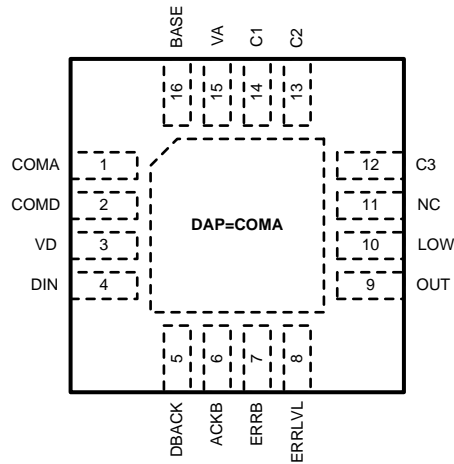 BASE
VA
C1
C2
16
15
14
13
COMA 1
COMD 2
VD 3
DIN 4
DAP=COMA
12 C3
11 NC
10 LOW
9 OUT
5
6
7
8
DBACK
ACKB
ERRB
ERRLVL